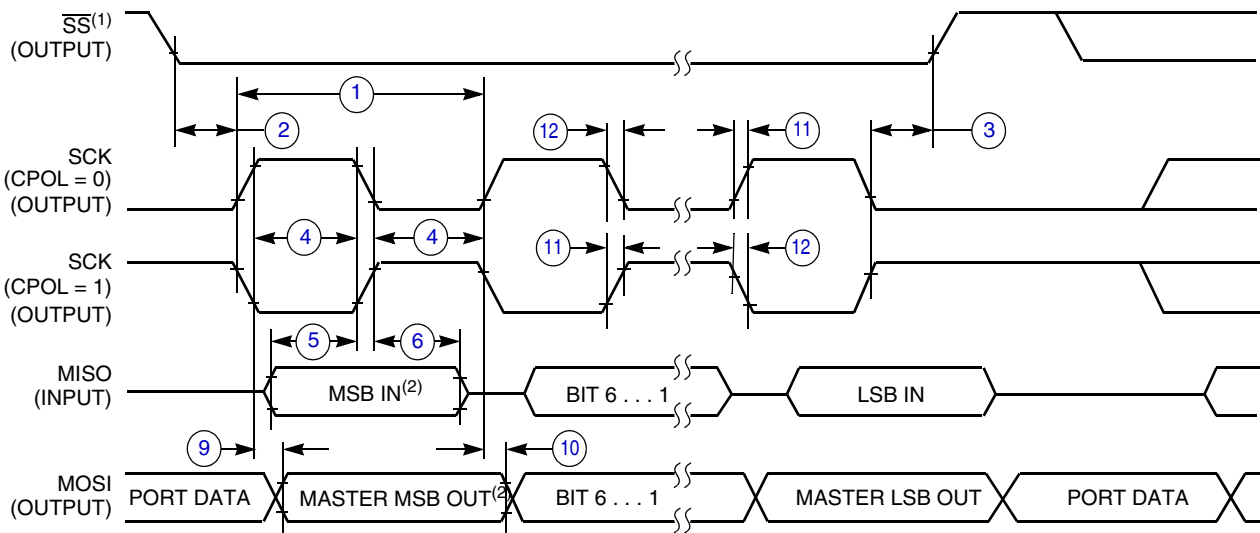 SS(1)
(OUTPUT)
1
2
12
11
3
SCK
(CPOL = 0)
(OUTPUT)
4
4
11
12
SCK
(CPOL = 1)
(OUTPUT)
5
6
MISO
(INPUT)
MSB IN(2)
BIT 6 . . . 1
LSB IN
9
10
MOSI
(OUTPUT)
PORT DATA
MASTER MSB OUT(2
BIT 6 . . . 1
MASTER LSB OUT
PORT DATA